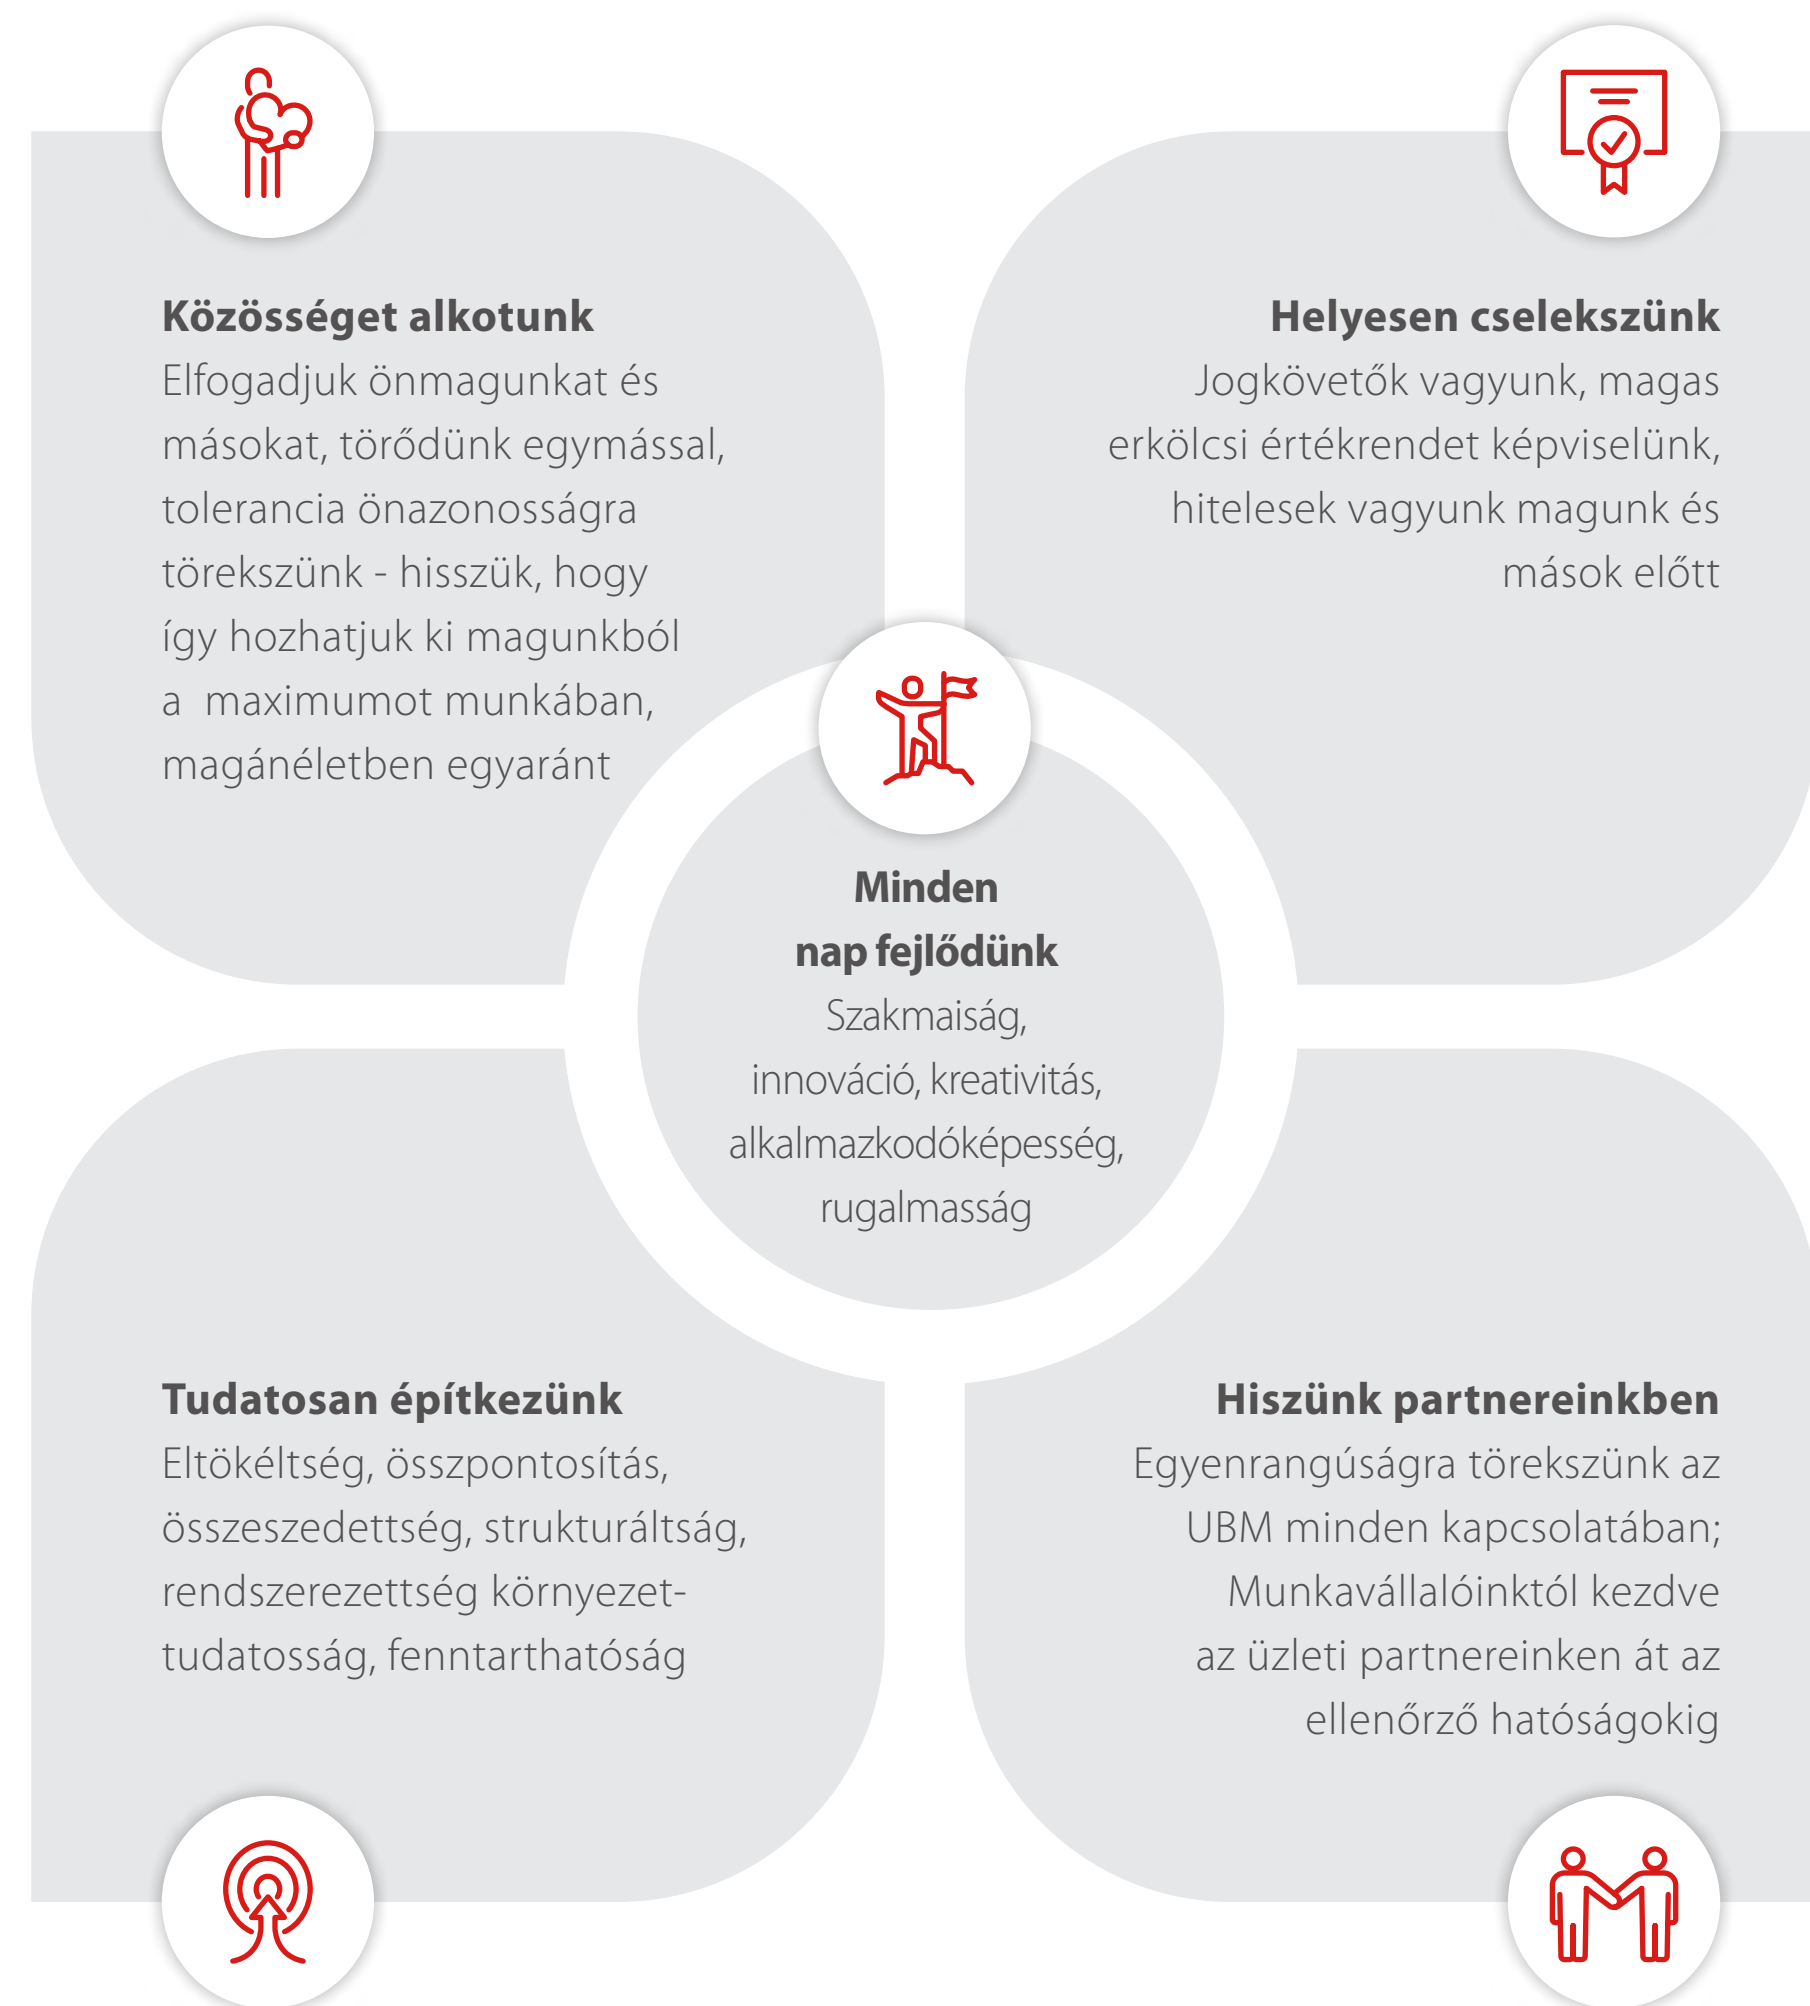 Közösséget alkotunk
Elfogadjuk önmagunkat és
másokat, törődünk egymással,
tolerancia önazonosságra
törekszünk - hisszük, hogy
így hozhatjuk ki magunkból
a  maximumot munkában,
magánéletben egyaránt
Helyesen cselekszünk
Jogkövetők vagyunk, magas
erkölcsi értékrendet képviselünk,
hitelesek vagyunk magunk és
mások előtt
Minden
nap fejlődünk
Szakmaiság,
innováció, kreativitás,
alkalmazkodóképesség,
rugalmasság
Tudatosan építkezünk
Eltökéltség, összpontosítás,
összeszedettség, strukturáltság,
rendszerezettség környezet-
tudatosság, fenntarthatóság
Hiszünk partnereinkben
Egyenrangúságra törekszünk az
UBM minden kapcsolatában;
Munkavállalóinktól kezdve
az üzleti partnereinken át az
ellenőrző hatóságokig